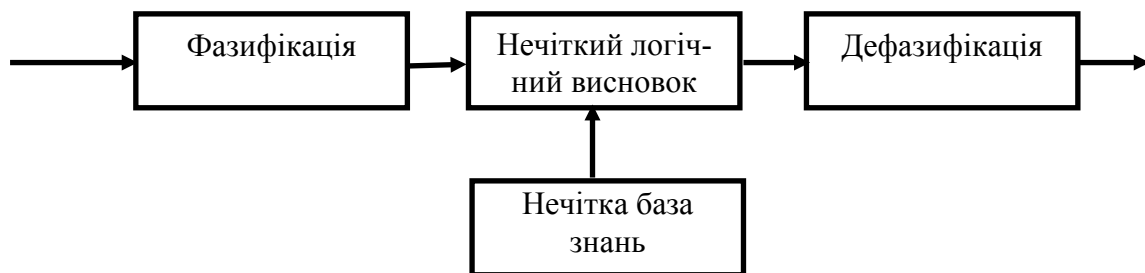 Фазифікація
Нечіткий логіч-
ний висновок
Дефазифікація
Нечітка база
знань